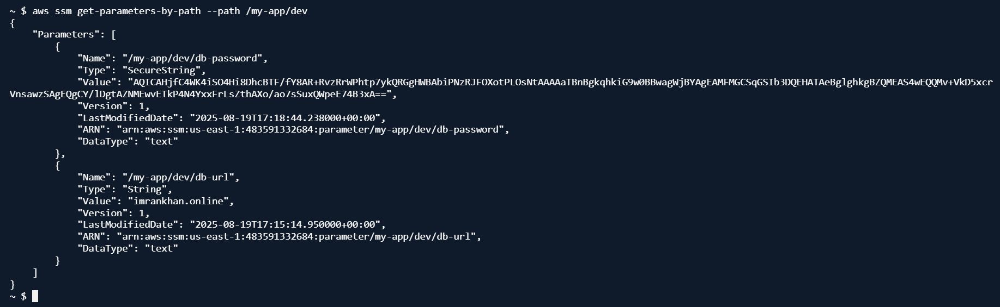 ~ $ aws ssm get-parameters-by-path --path /my-app/dev
{
    "Parameters": [
        {
            "Name": "/my-app/dev/db-password",
            "Type": "SecureString",
            "Value": "AQICAHjfC4WK4iSO4Hi8DhcBTF/fY8AR+RvzRrWPhtp7ykQRGgHWBAbiPNzRJFOXotPLOsNtAAAAaTBnBgkqhkiG9w0BBwagWjBYAgEAMFMGCSqGSIb3DQEHATAeBglghkgBZQMEAS4wEQQMv+VkD5xcr
VnsawzSAgEQgCY/lDgtAZNMEwvETkP4N4YxxFrLsZthAXo/ao7sSuxQWpeE74B3xA==",
            "Version": 1,
            "LastModifiedDate": "2025-08-19T17:18:44.238000+00:00",
            "ARN": "arn:aws:ssm:us-east-1:483591332684:parameter/my-app/dev/db-password",
            "DataType": "text"
        },
        {
            "Name": "/my-app/dev/db-url",
            "Type": "String",
            "Value": "imrankhan.online",
            "Version": 1,
            "LastModifiedDate": "2025-08-19T17:15:14.950000+00:00",
            "ARN": "arn:aws:ssm:us-east-1:483591332684:parameter/my-app/dev/db-url",
            "DataType": "text"
        }
    ]
}
~ $